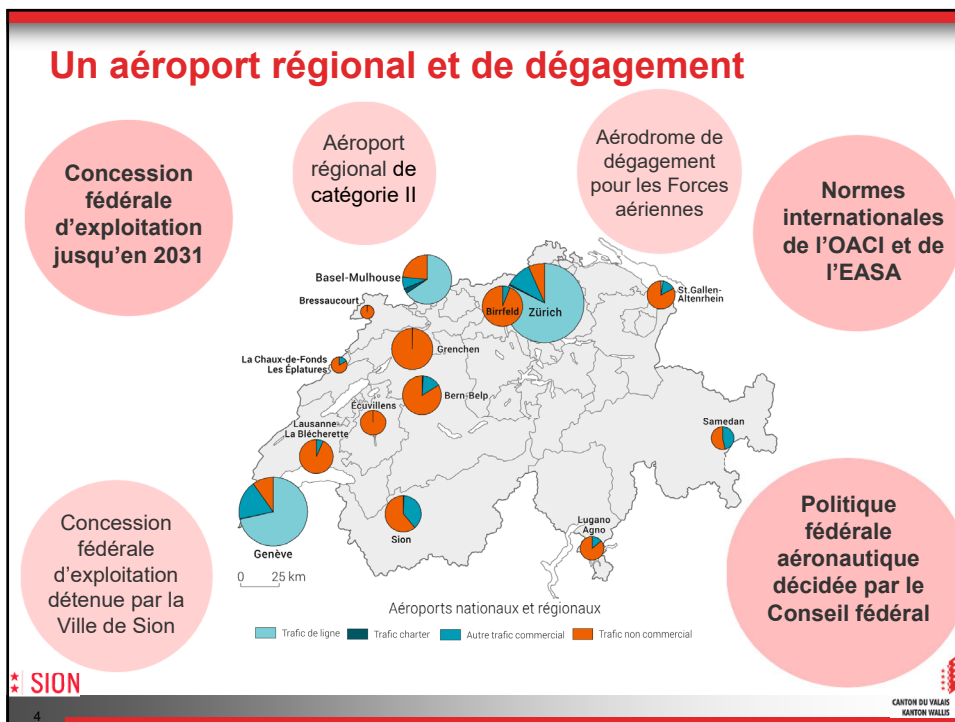 Un aéroport régional et de dégagement
Concession
fédérale
d'exploitation
jusqu'en 2031
Aéroport
régional de
catégorie II
Aérodrome de
dégagement
pour les Forces
aériennes
Normes
internationales
de l'OACI et de
l'EASA
Basel-Mulhouse
Bressaucourt
Birrfeld
Zürich
St.Gallen-
Altenrhein
La Chaux-de-Fonds
Les Éplatures
Grenchen
Bern-Belp
Écuvillens
Lausanne-
La Blécherette
Samedan
Genève
Sion
Lugano
Agno
0 25 km
Concession
fédérale
d'exploitation
détenue par la
Ville de Sion
Politique
fédérale
aéronautique
décidée par le
Conseil fédéral
Aéroports nationaux et régionaux
Trafic de ligne Trafic charter Autre trafic commercial Trafic non commercial
SION
4
CANTON DU VALAIS
KANTON WALLIS